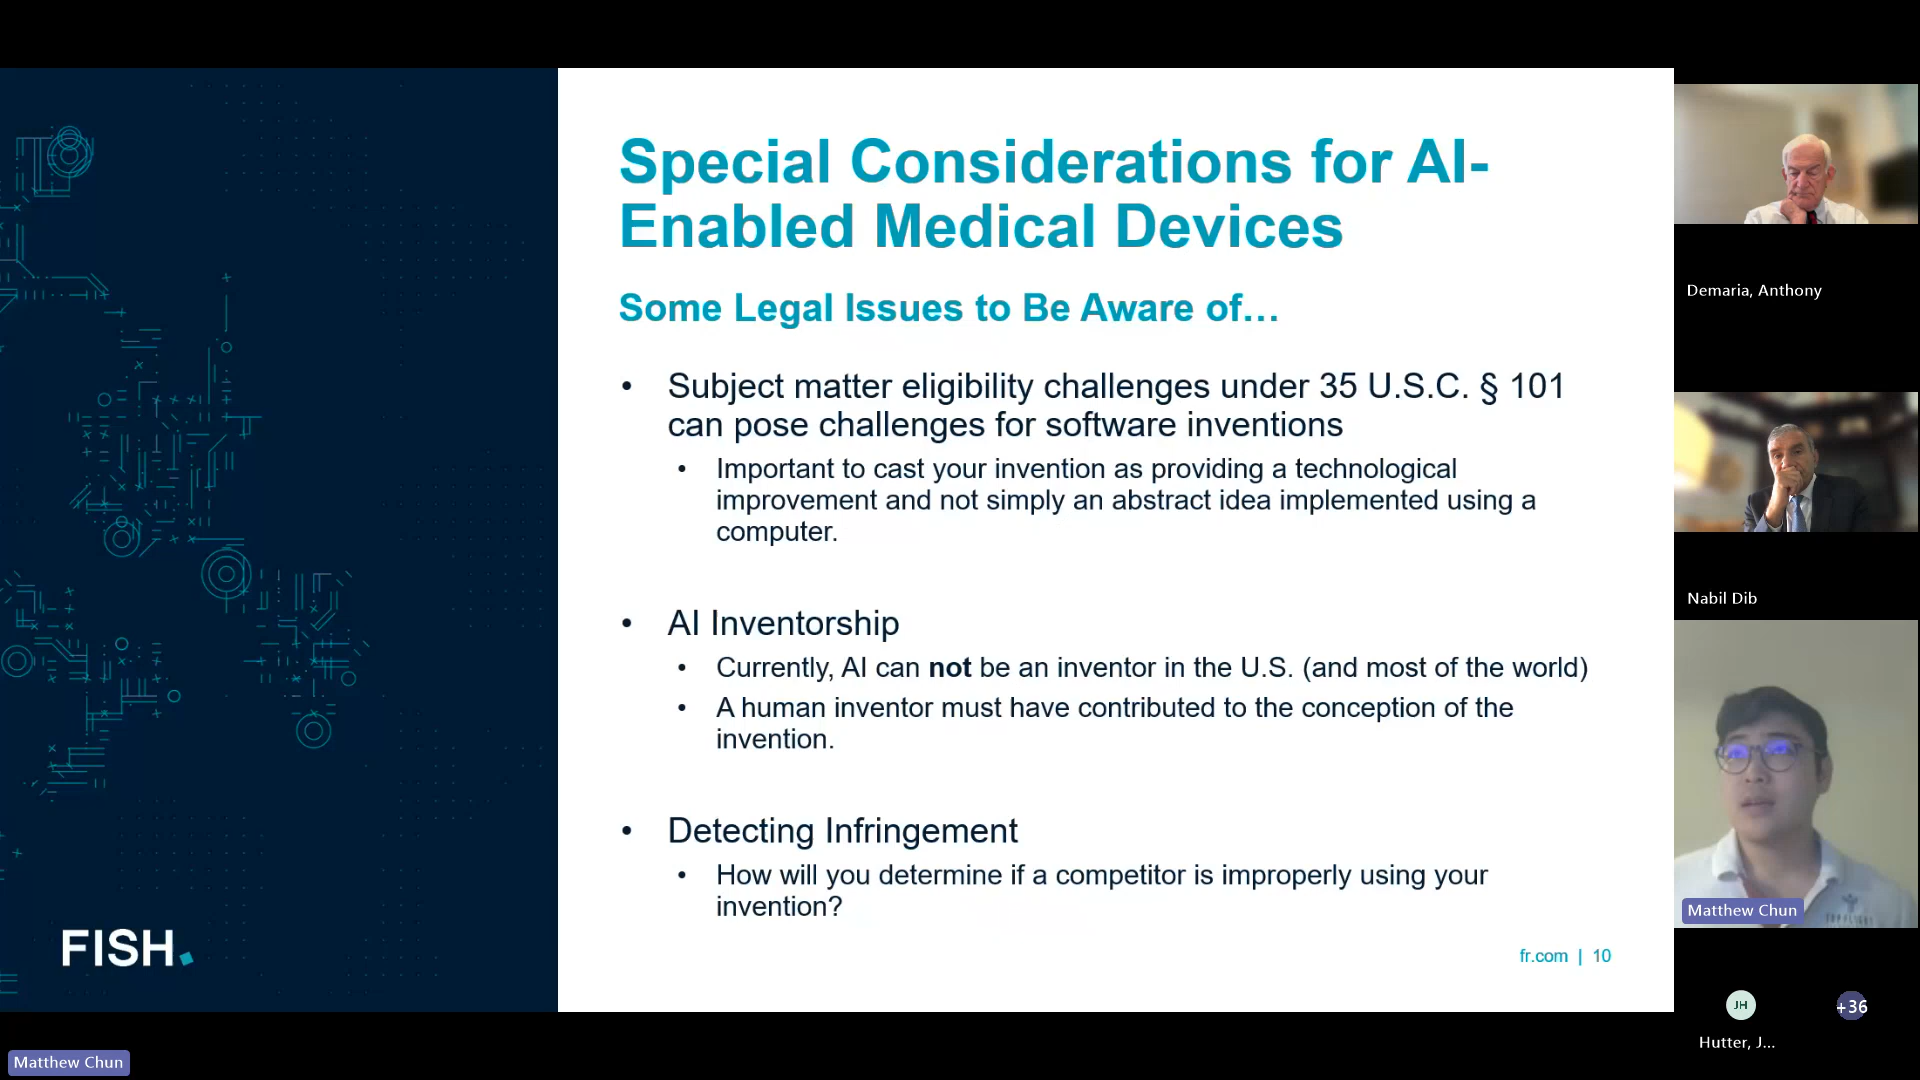 Special Considerations for AI-
Enabled Medical Devices
Some Legal Issues to Be Aware of...
• Subject matter eligibility challenges under 35 U.S.C. § 101
can pose challenges for software inventions
• Important to cast your invention as providing a technological
improvement and not simply an abstract idea implemented using a
computer.
• AI Inventorship
• Currently, AI can not be an inventor in the U.S. (and most of the world)
• A human inventor must have contributed to the conception of the
invention.
• Detecting Infringement
• How will you determine if a competitor is improperly using your
invention?
FISH.
fr.com | 10
Demaria, Anthony
Nabil Dib
Matthew Chun
JH
+36
Hutter, J...
Matthew Chun